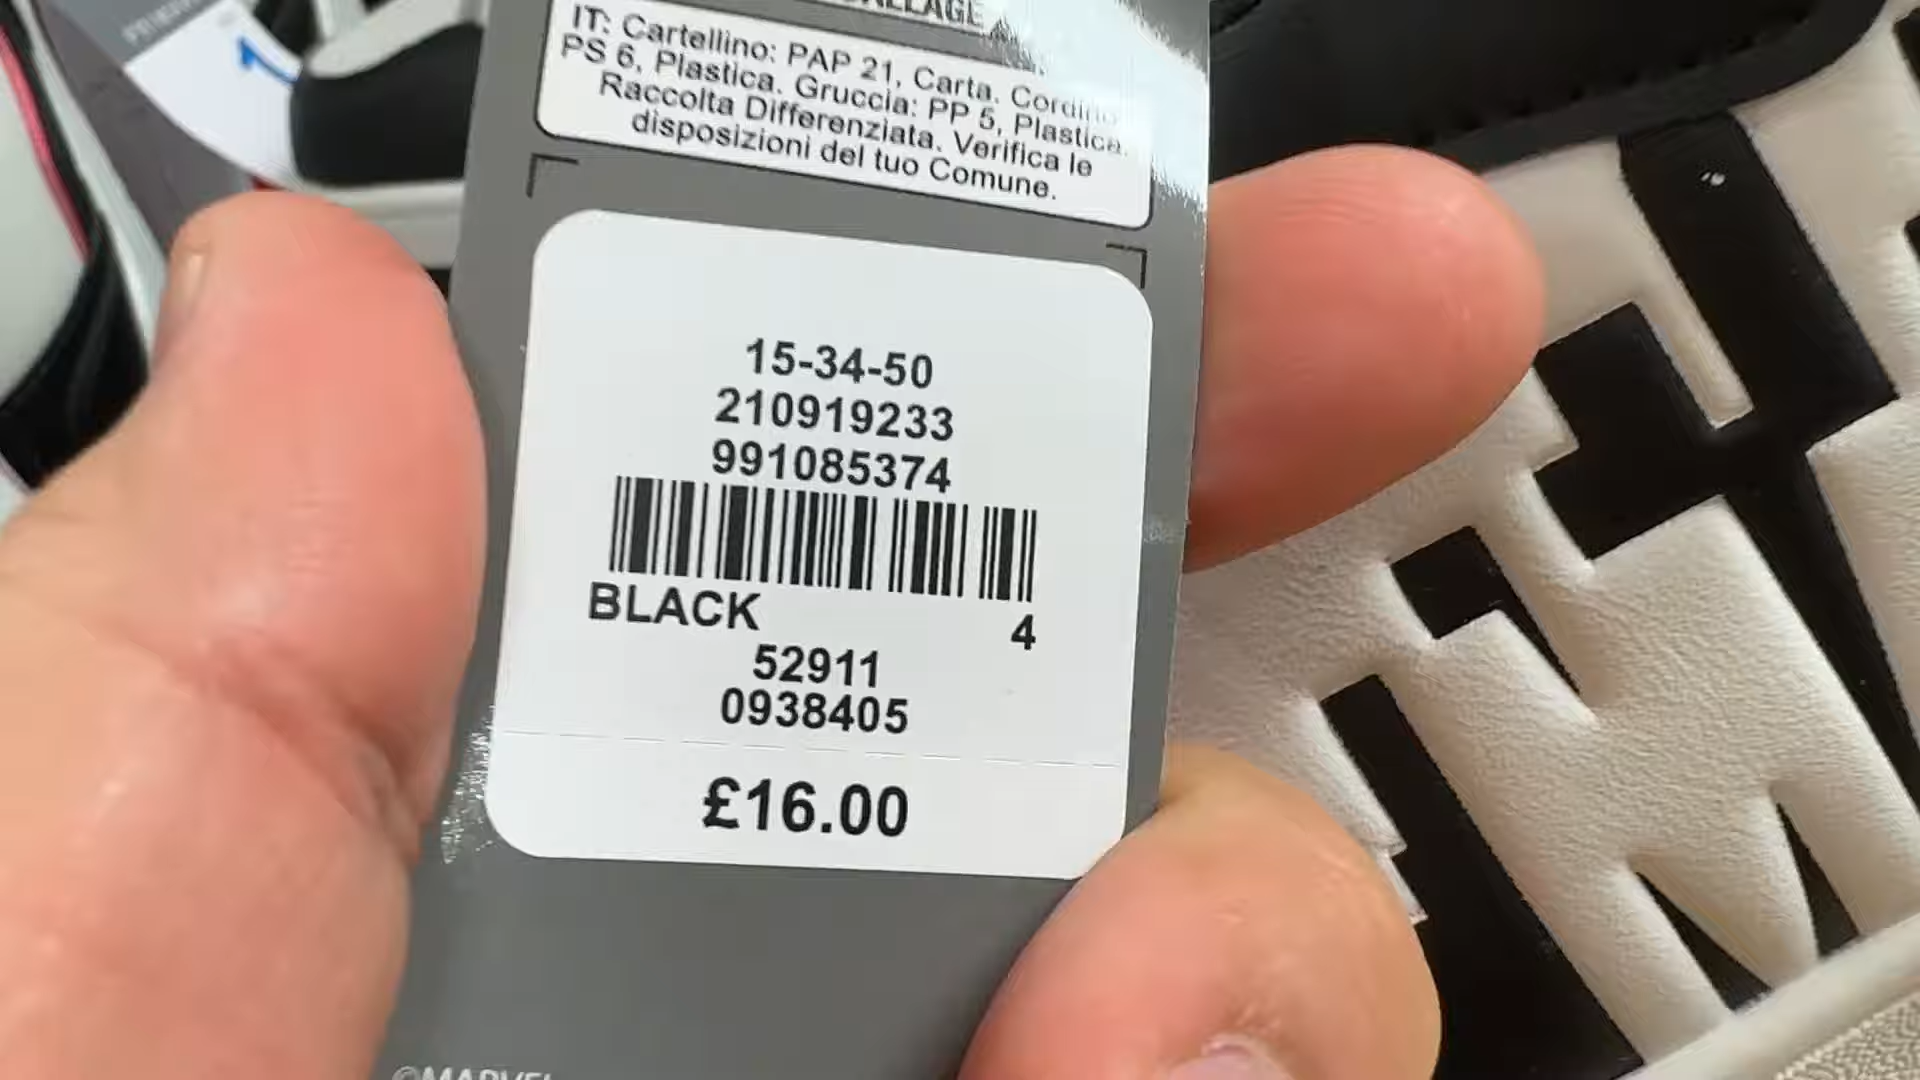 IT: Cartellino: PAP 21, Carta. Cordino
PS 6, Plastica. Gruccia: PP 5, Plastica.
Raccolta Differenziata. Verifica le
disposizioni del tuo Comune.
15-34-50
210919233
991085374
BLACK 4
52911
0938405
£16.00
©MARVEL